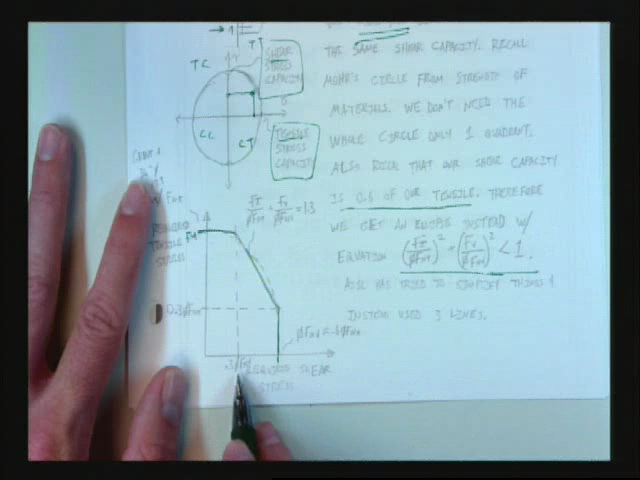 THE SAME SHEAR CAPACITY. RECALL
MOHR'S CIRCLE FROM STRENGTH OF
MATERIALS. WE DON'T NEED THE
WHOLE CIRCLE ONLY 1 QUADRANT.
ALSO RECALL THAT OUR SHEAR CAPACITY
IS 0.6 OF OUR TENSILE. THEREFORE
WE GET AN ELLIPSE INSTEAD W/
EQUATION < 1.
AISC HAS TRIED TO SIMPLIFY THINGS &
INSTEAD USED 3 LINES.
T
TC
SHEAR
STRESS
CAPACITY
CC
CT
TENSILE
STRESS
CAPACITY
= 1.3
REQUIRED
TENSILE
STRESS
REQUIRED SHEAR
STRESS